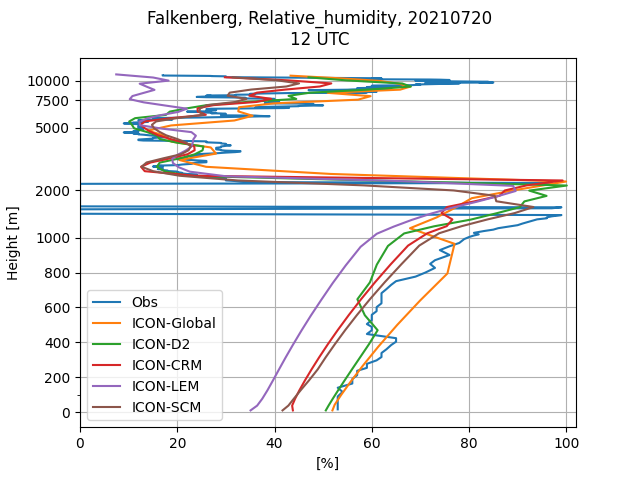 Falkenberg, Relative_humidity, 20210720
12 UTC
10000
7500
5000
2000
1000
800
600
400
200
0
Height [m]
Obs
ICON-Global
ICON-D2
ICON-CRM
ICON-LEM
ICON-SCM
0 20 40 60 80 100
[%]